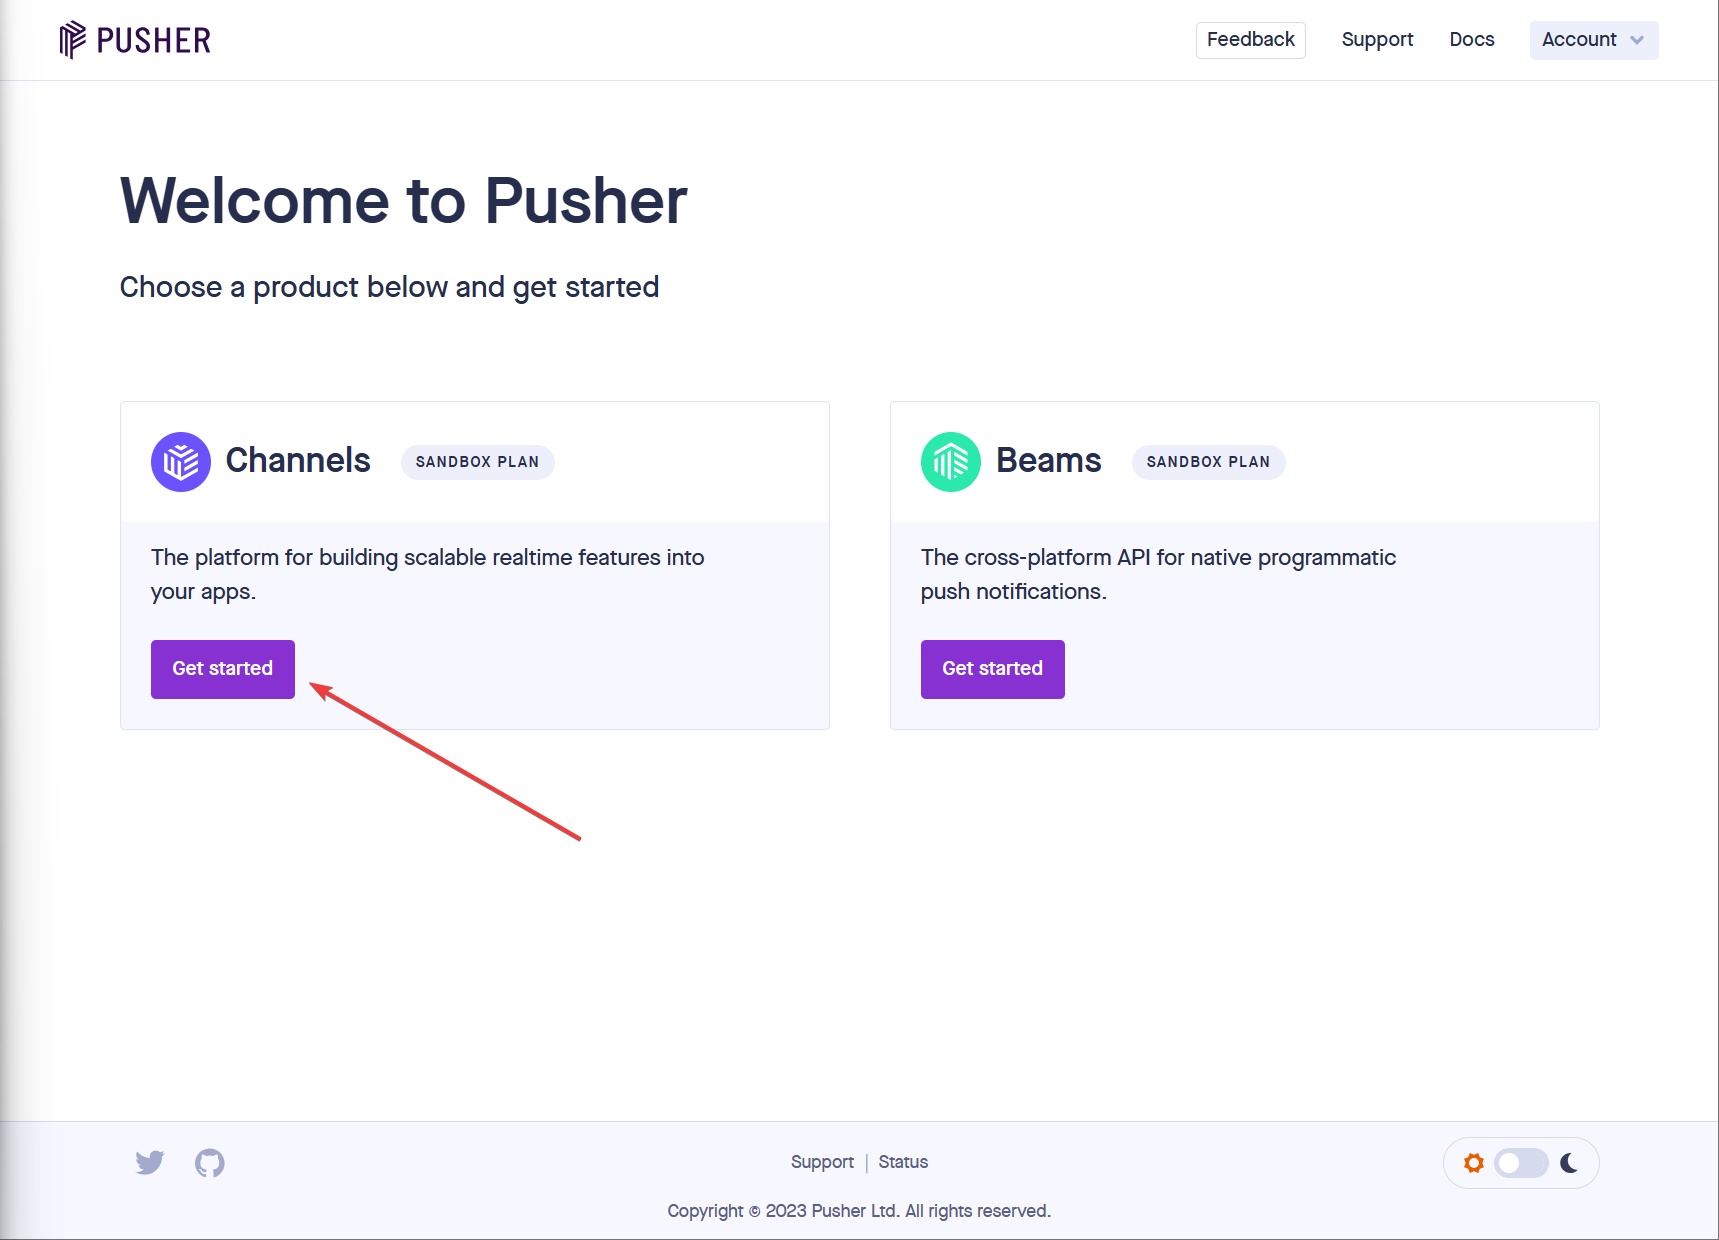 PUSHER
Feedback
Support
Docs
Account
Welcome to Pusher
Choose a product below and get started
Channels
SANDBOX PLAN
The platform for building scalable realtime features into
your apps.
Get started
Beams
SANDBOX PLAN
The cross-platform API for native programmatic
push notifications.
Get started
Support | Status
Copyright © 2023 Pusher Ltd. All rights reserved.